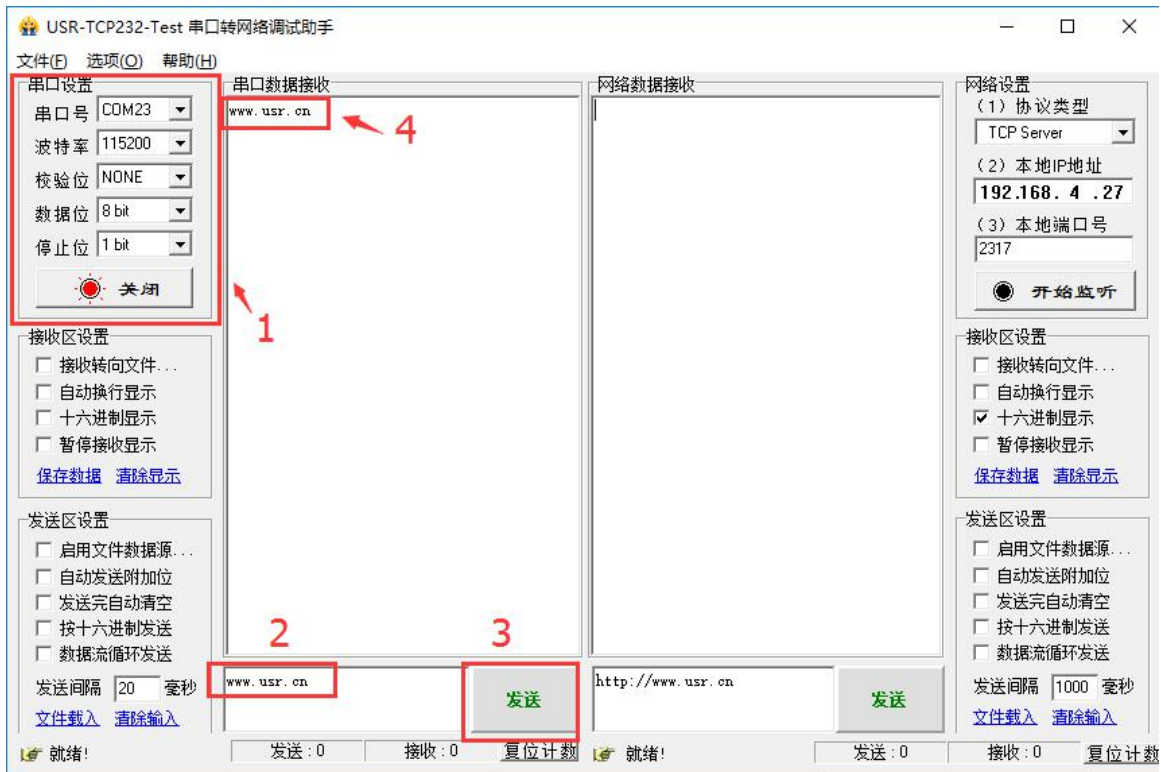 USR-TCP232-Test 串口转网络调试助手
文件(F) 选项(O) 帮助(H)
串口设置
串口号 COM23
波特率 115200
校验位 NONE
数据位 8 bit
停止位 1 bit
关闭
1
接收区设置
接收转向文件...
自动换行显示
十六进制显示
暂停接收显示
保存数据 清除显示
发送区设置
启用文件数据源...
自动发送附加位
发送完自动清空
按十六进制发送
数据流循环发送
发送间隔 20 毫秒
文件载入 清除输入
串口数据接收
www.usr.cn
4
2
3
www.usr.cn
发送
网络数据接收
http://www.usr.cn
发送
网络设置
(1) 协议类型
TCP Server
(2) 本地IP地址
192.168. 4 .27
(3) 本地端口号
2317
开始监听
接收区设置
接收转向文件...
自动换行显示
十六进制显示
暂停接收显示
保存数据 清除显示
发送区设置
启用文件数据源...
自动发送附加位
发送完自动清空
按十六进制发送
数据流循环发送
发送间隔 1000 毫秒
文件载入 清除输入
就绪! 发送:0 接收:0 复位计数
就绪! 发送:0 接收:0 复位计数